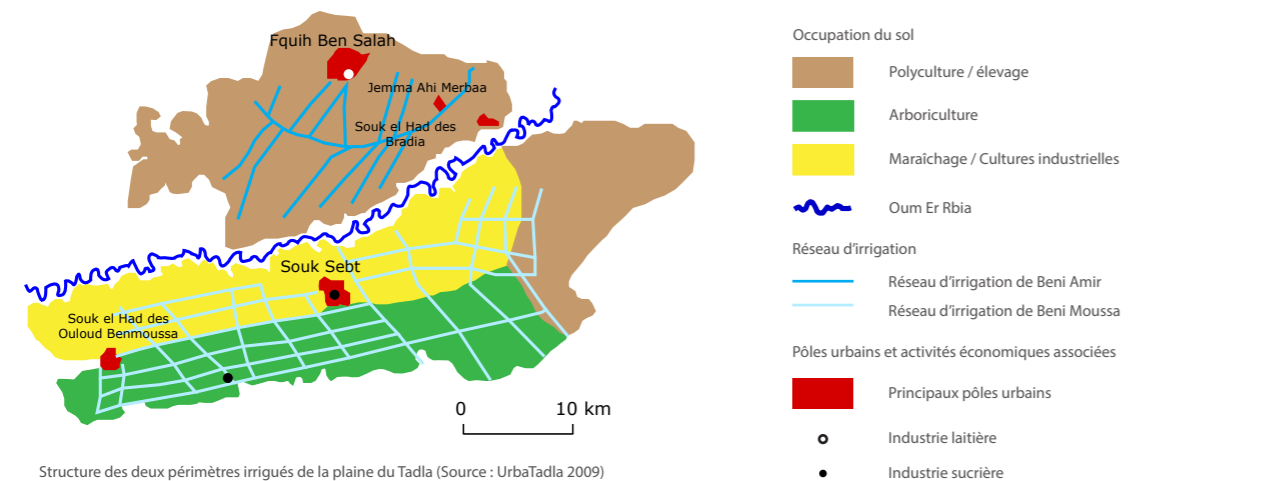 Fquih Ben Salah
Jemma Ahi Merbaa
Souk el Had des
Bradia
Souk Sebt
Souk el Had des
Ouloud Benmoussa
0 10 km
Structure des deux périmètres irrigués de la plaine du Tadla (Source : UrbaTadla 2009)
Occupation du sol
Polyculture / élevage
Arboriculture
Maraîchage / Cultures industrielles
Oum Er Rbia
Réseau d'irrigation
Réseau d'irrigation de Beni Amir
Réseau d'irrigation de Beni Moussa
Pôles urbains et activités économiques associées
Principaux pôles urbains
Industrie laitière
Industrie sucrière